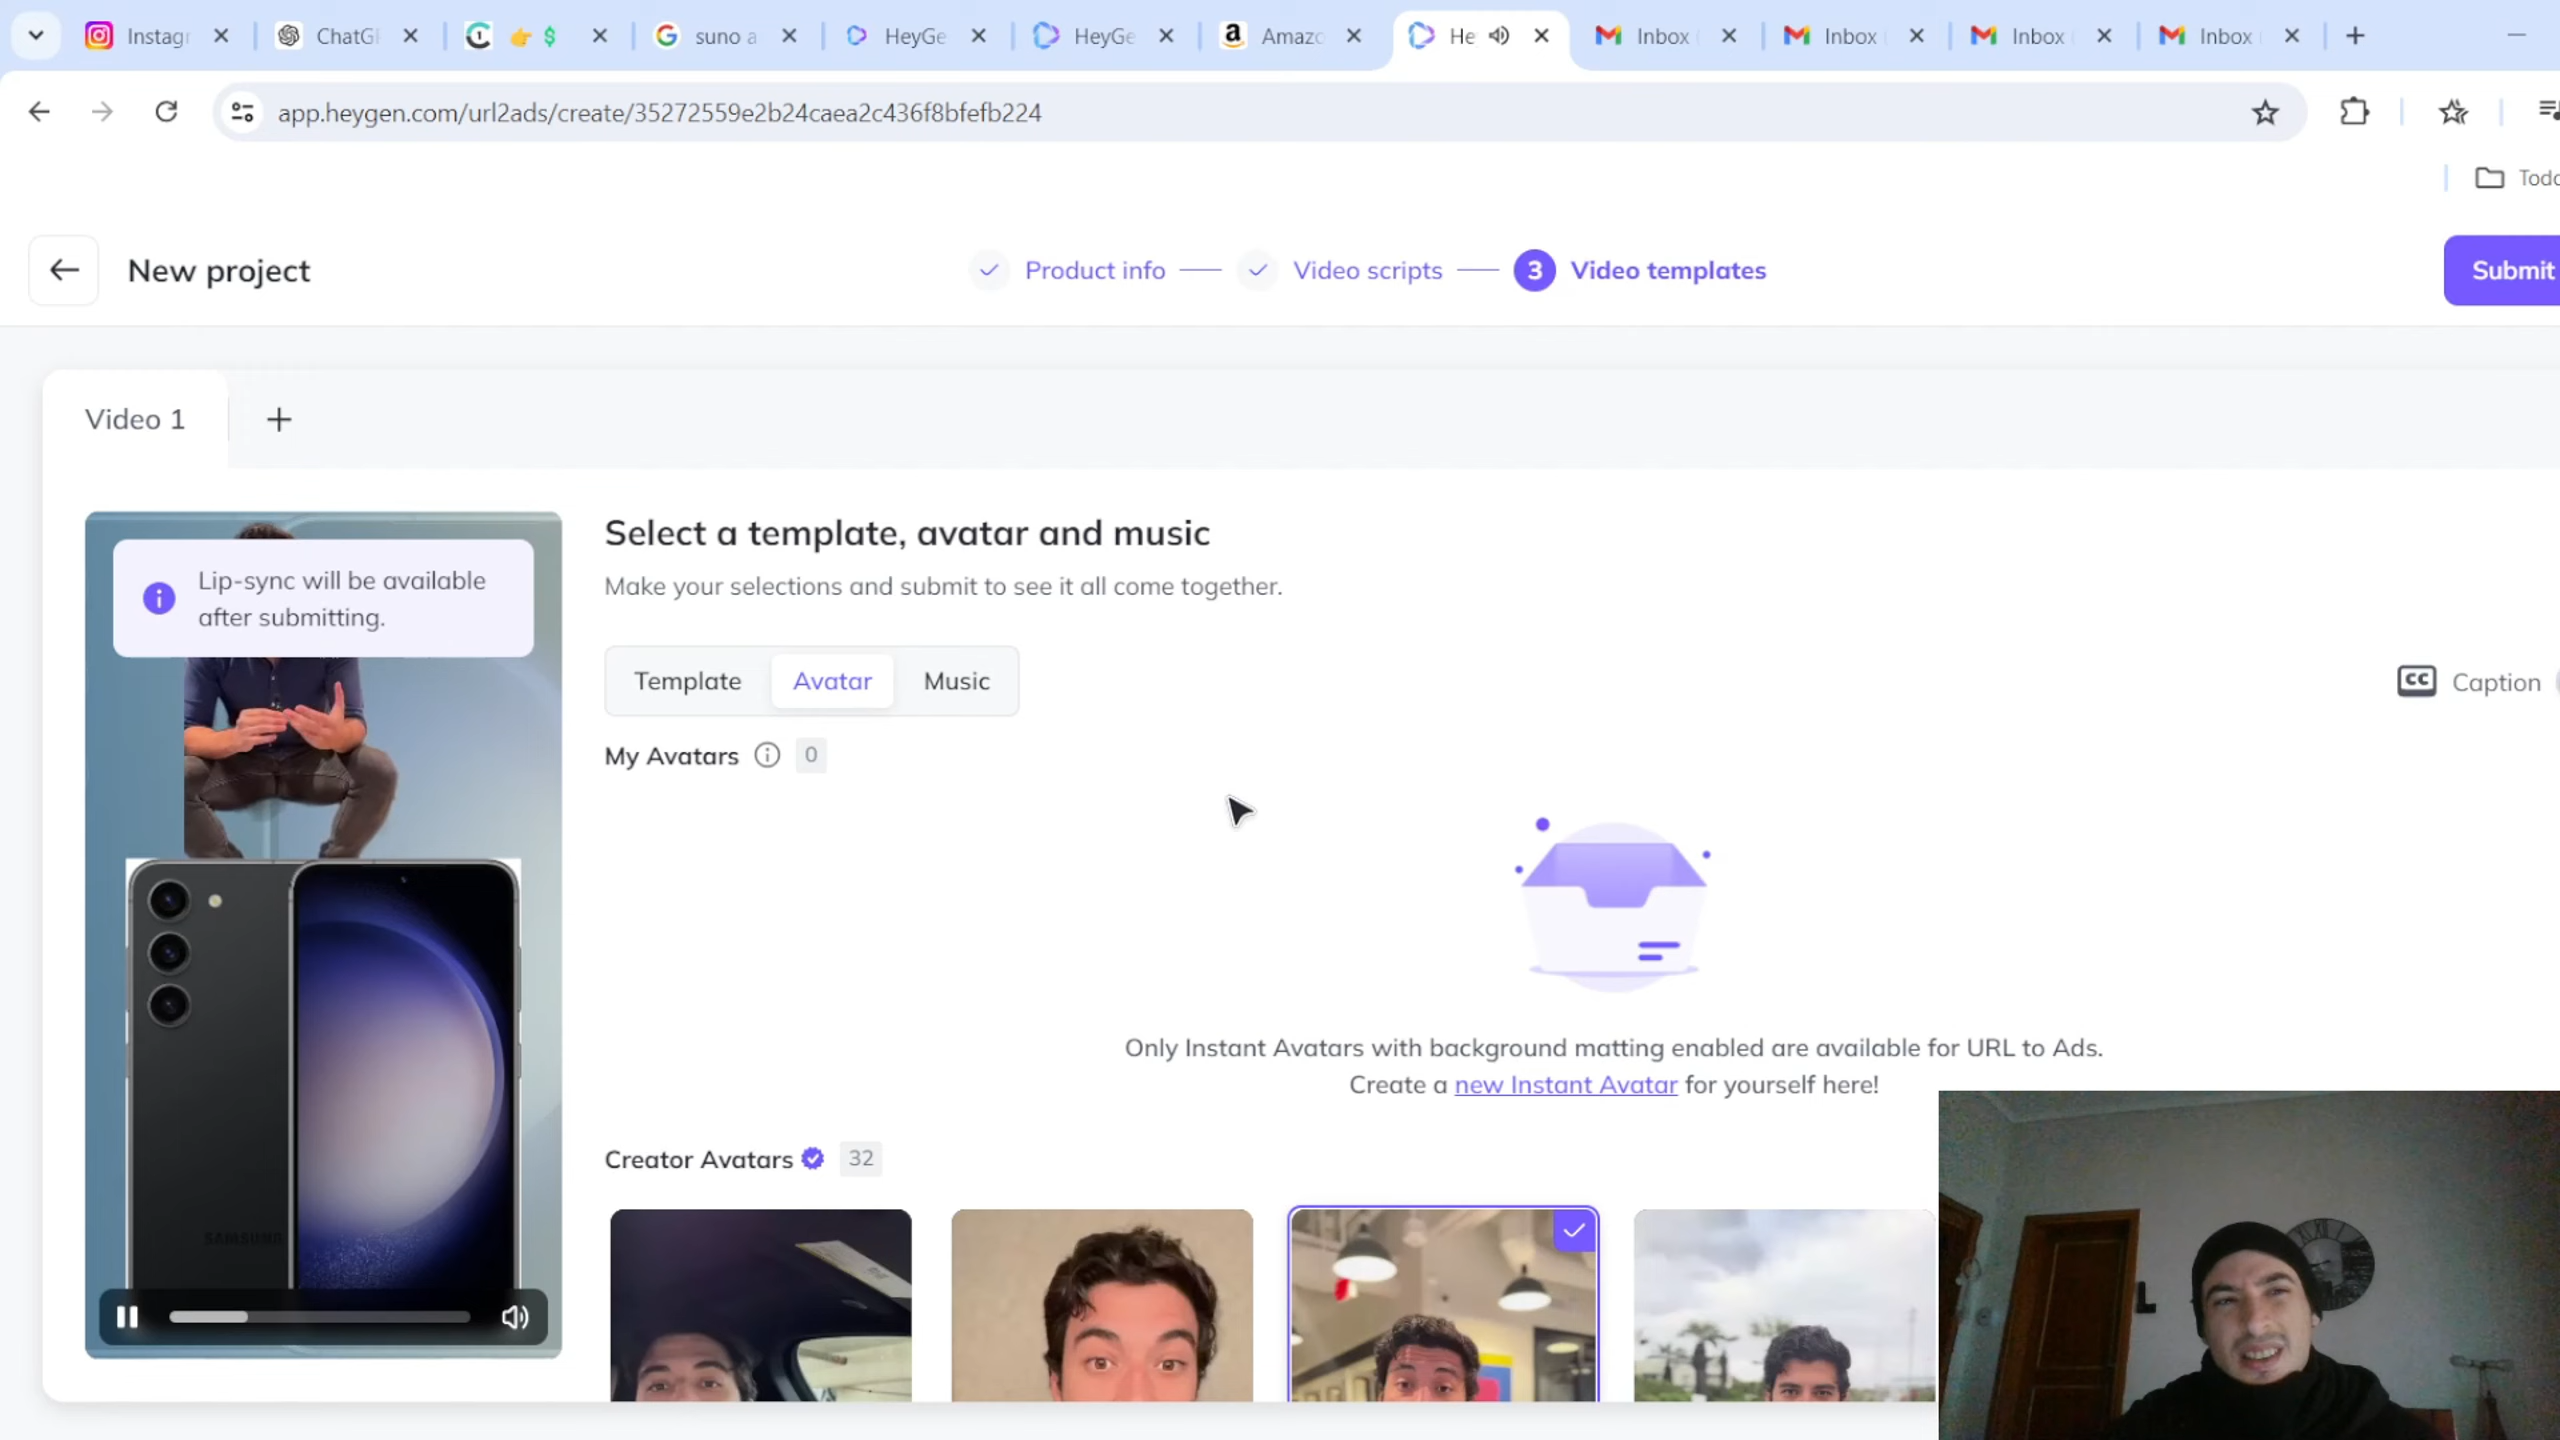 Instagr
ChatGP
$
suno a
HeyGe
HeyGe
Amazo
He
Inbox
Inbox
Inbox
Inbox
app.heygen.com/url2ads/create/35272559e2b24caea2c436f8bfefb224
Todo
New project
Product info
Video scripts
3 Video templates
Submit
Video 1
Lip-sync will be available
after submitting.
Select a template, avatar and music
Make your selections and submit to see it all come together.
Template
Avatar
Music
CC Caption
My Avatars
0
Only Instant Avatars with background matting enabled are available for URL to Ads.
Create a new Instant Avatar for yourself here!
Creator Avatars
32
SAMSUNG